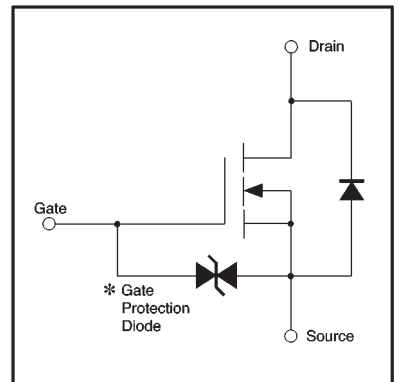 Drain
Gate
* Gate
Protection
Diode
Source